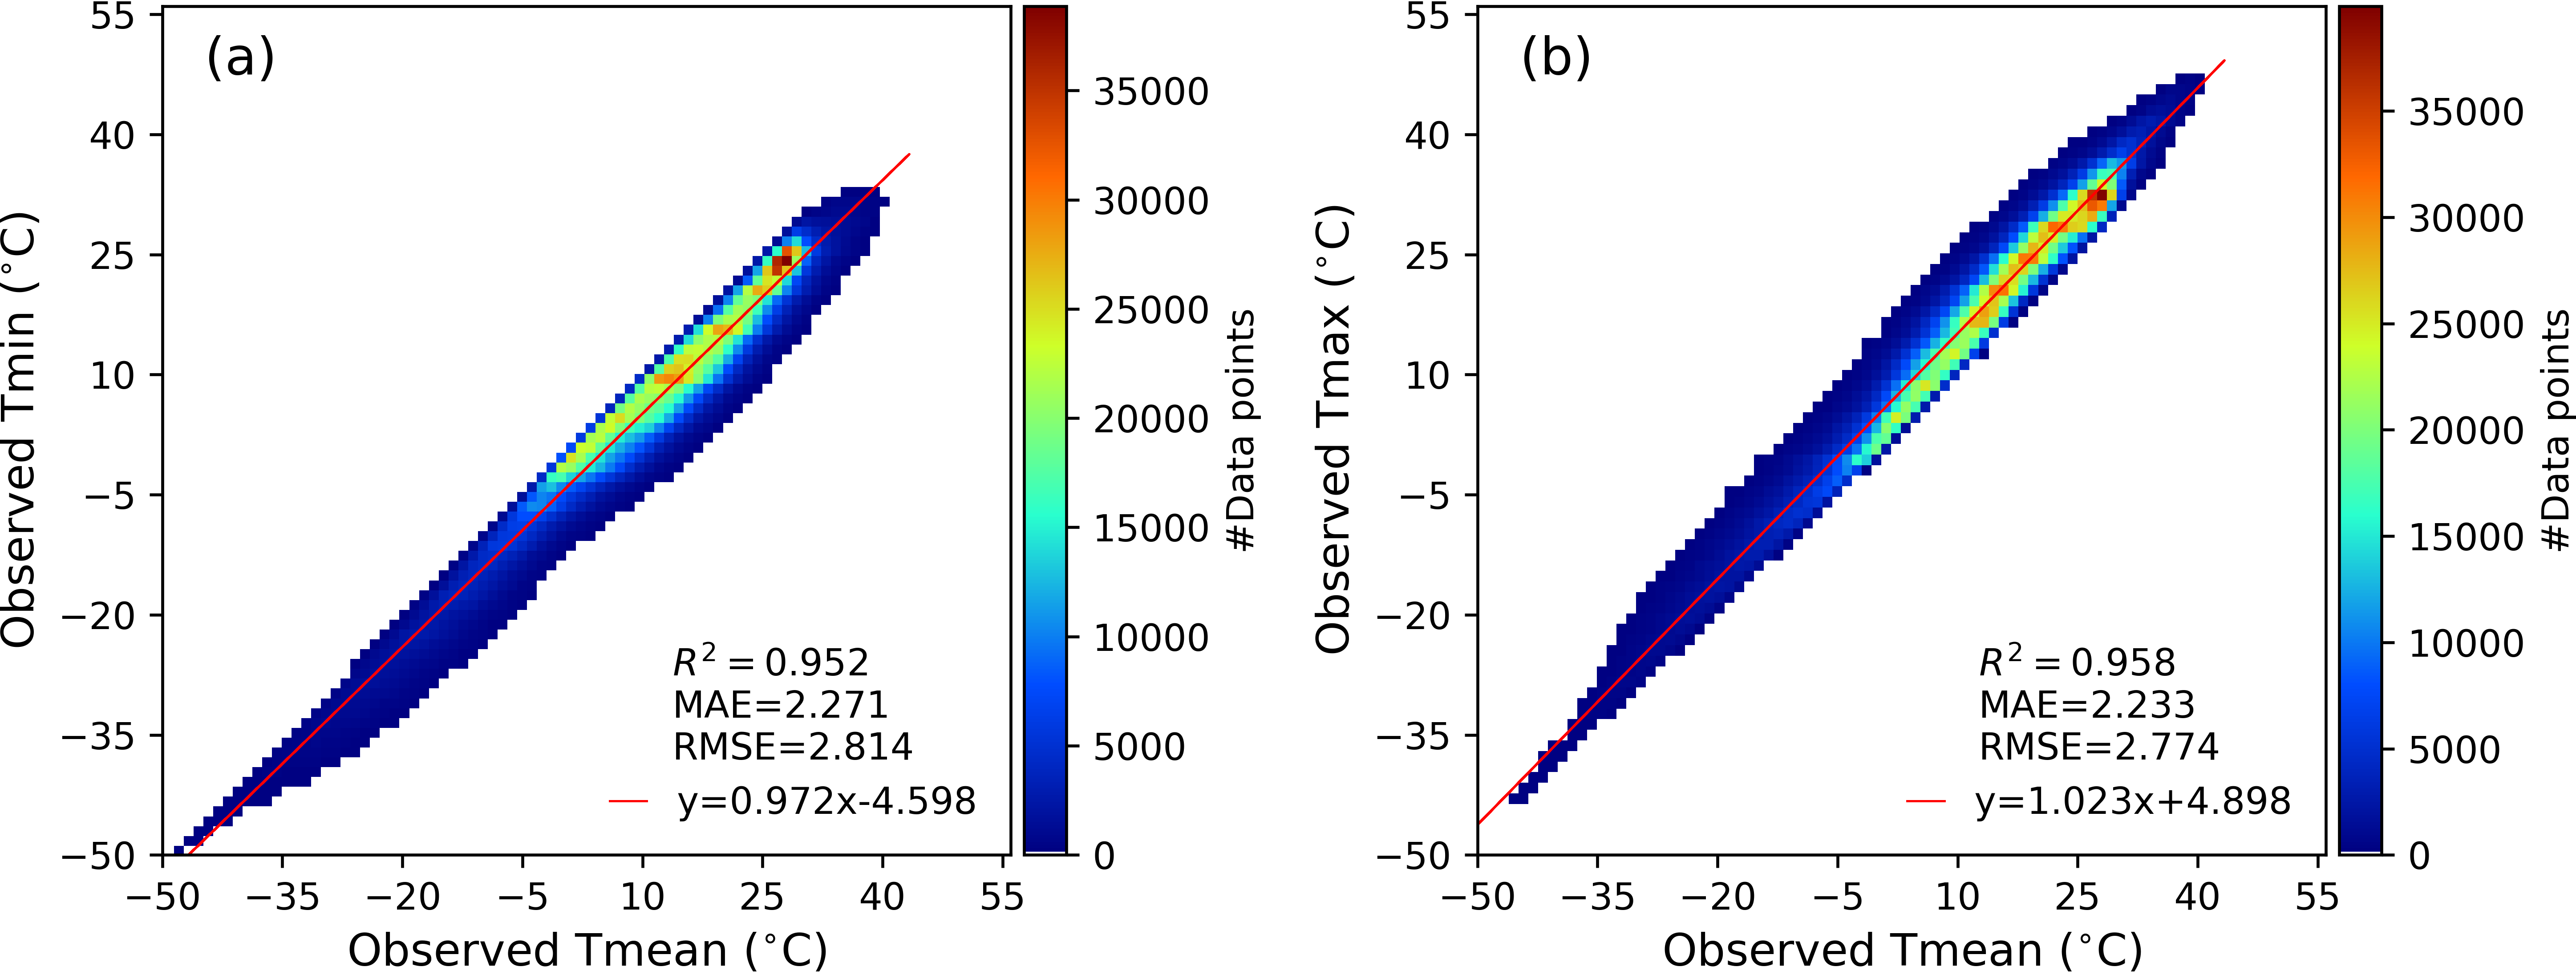 (a)
55
40
25
10
−5
−20
−35
−50
Observed Tmin (°C)
−50 −35 −20 −5 10 25 40 55
Observed Tmean (°C)
R² = 0.952
MAE=2.271
RMSE=2.814
y=0.972x-4.598
35000
30000
25000
20000
15000
10000
5000
0
#Data points
(b)
55
40
25
10
−5
−20
−35
−50
Observed Tmax (°C)
−50 −35 −20 −5 10 25 40 55
Observed Tmean (°C)
R² = 0.958
MAE=2.233
RMSE=2.774
y=1.023x+4.898
35000
30000
25000
20000
15000
10000
5000
0
#Data points